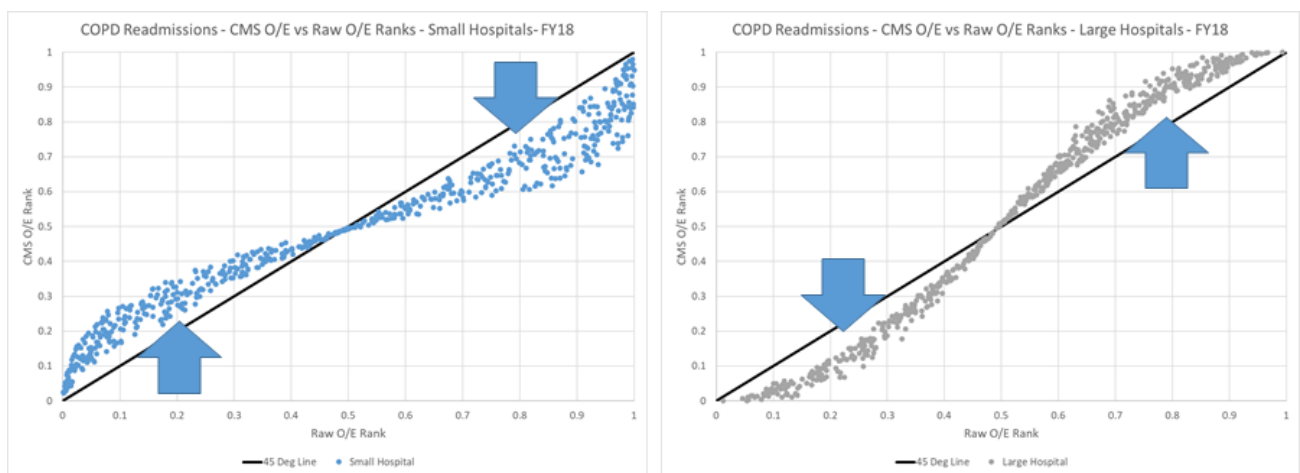 COPD Readmissions - CMS O/E vs Raw O/E Ranks - Small Hospitals- FY18
1
0.9
0.8
0.7
0.6
0.5
0.4
0.3
0.2
0.1
0
CMS O/E Rank
0 0.1 0.2 0.3 0.4 0.5 0.6 0.7 0.8 0.9 1
Raw O/E Rank
45 Deg Line Small Hospital
COPD Readmissions - CMS O/E vs Raw O/E Ranks - Large Hospitals - FY18
1
0.9
0.8
0.7
0.6
0.5
0.4
0.3
0.2
0.1
0
CMS O/E Rank
0 0.1 0.2 0.3 0.4 0.5 0.6 0.7 0.8 0.9 1
Raw O/E Rank
45 Deg Line Large Hospital